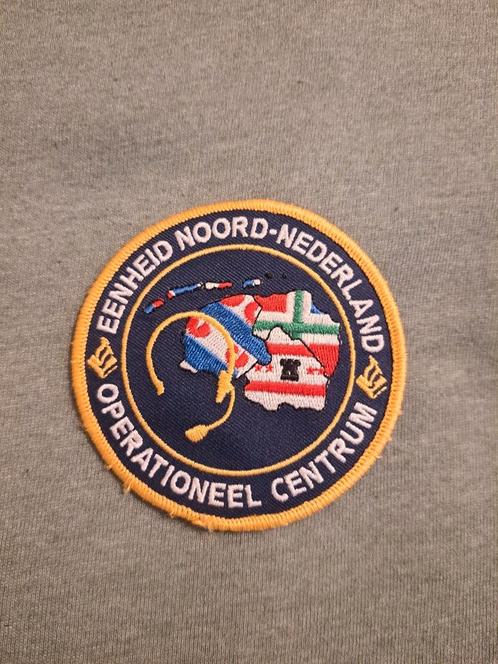 EENHEID NOORD-NEDERLAND
OPERATIONEEL CENTRUM